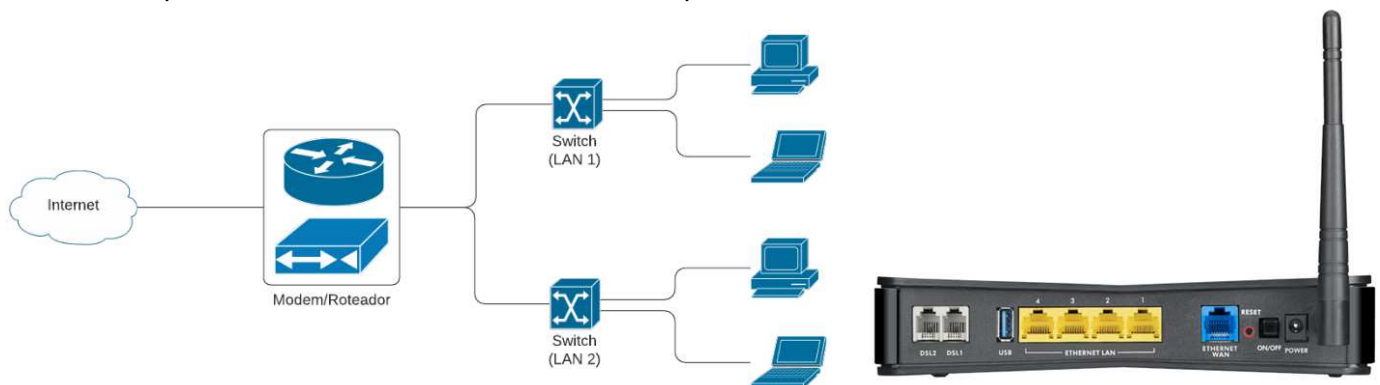 Internet
Modem/Roteador
Switch
(LAN 1)
Switch
(LAN 2)
4 3 2 1
RESET
DSL2 DSL1 USB ETHERNET LAN ETHERNET
WAN ON/OFF POWER